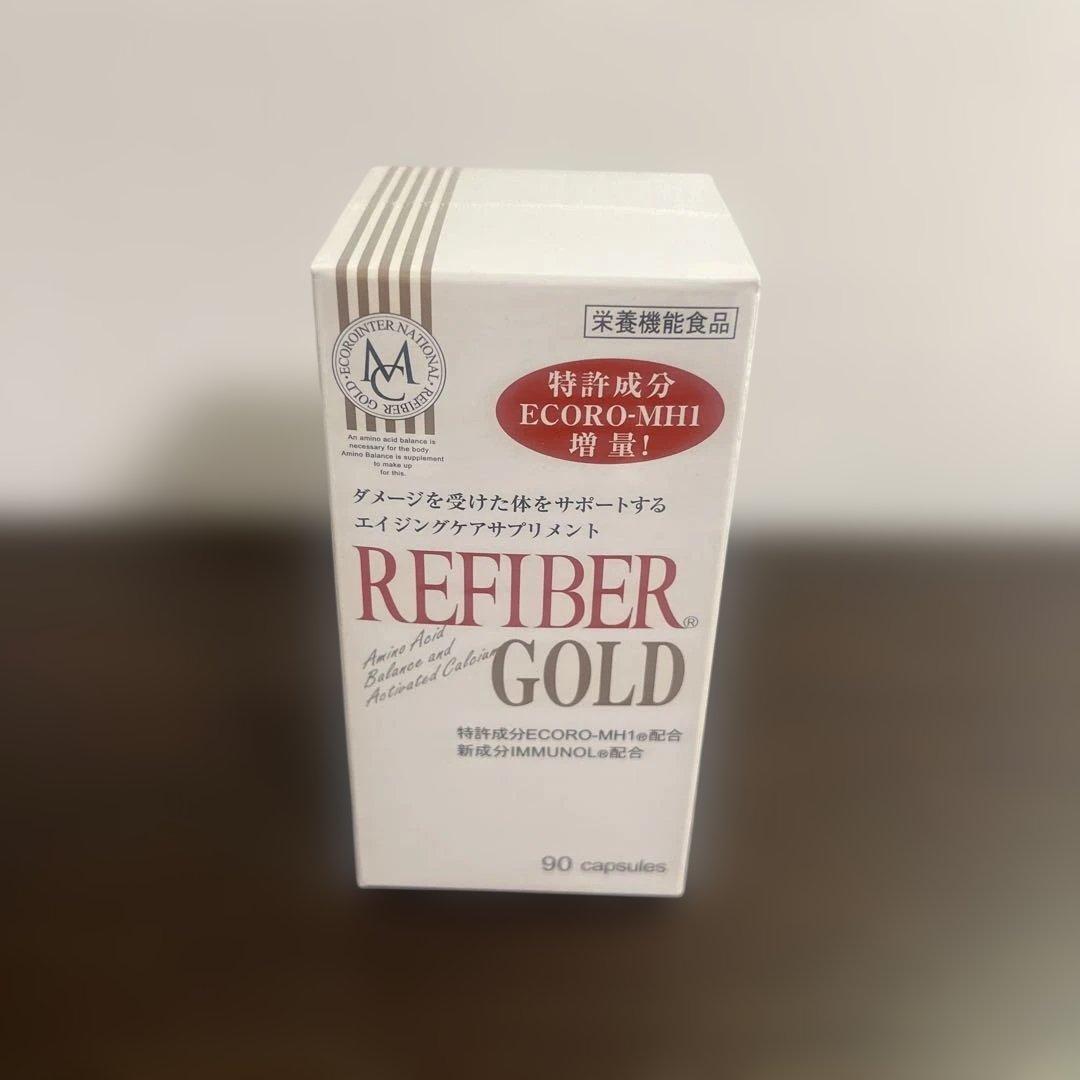 栄養機能食品
ECOROINTER NATIONAL・REFIBER GOLD・
MC
An amino acid balance is
necessary for the body
Amino Balance is supplement
to make up
for this.
特許成分
ECORO-MH1
増量!
ダメージを受けた体をサポートする
エイジングケアサプリメント
REFIBER®
Amino Acid
Balance and
Activated Calcium
GOLD
特許成分ECORO-MH1®配合
新成分IMMUNOL®配合
90 capsules